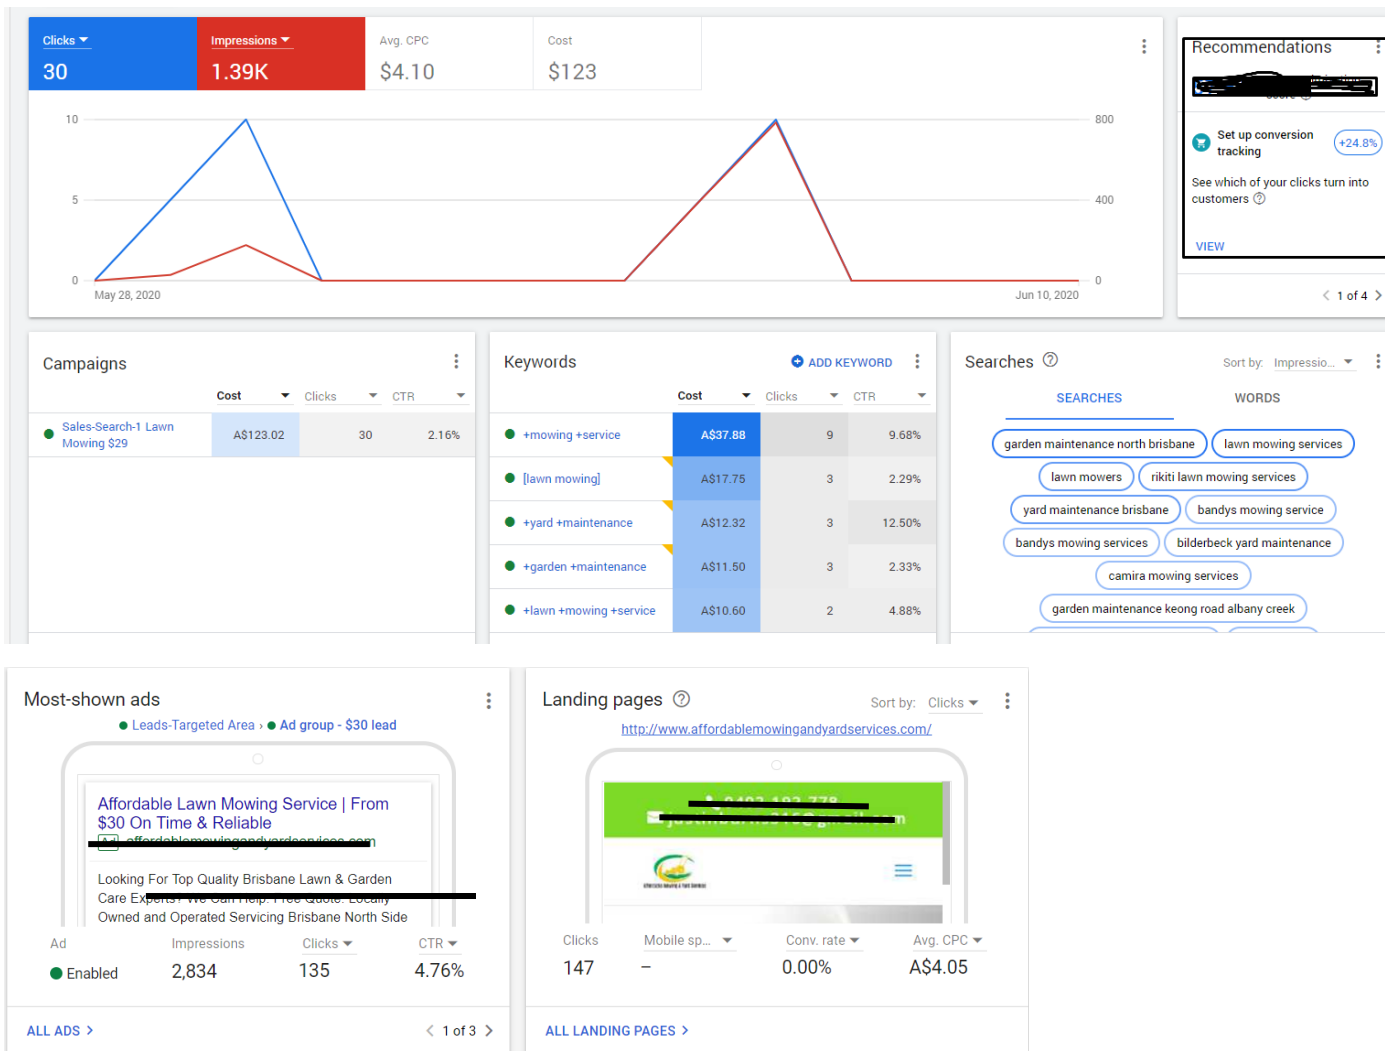 Clicks
30
Impressions
1.39K
Avg. CPC
$4.10
Cost
$123
10
5
0
800
400
0
May 28, 2020
Jun 10, 2020
Recommendations
Set up conversion
tracking
+24.8%
See which of your clicks turn into
customers
VIEW
1 of 4
Campaigns
Cost Clicks CTR
Sales-Search-1 Lawn
Mowing $29
A$123.02 30 2.16%
Keywords
ADD KEYWORD
Cost Clicks CTR
+mowing +service A$37.88 9 9.68%
[lawn mowing] A$17.75 3 2.29%
+yard +maintenance A$12.32 3 12.50%
+garden +maintenance A$11.50 3 2.33%
+lawn +mowing +service A$10.60 2 4.88%
Searches
Sort by: Impressio...
SEARCHES WORDS
garden maintenance north brisbane lawn mowing services
lawn mowers rikiti lawn mowing services
yard maintenance brisbane bandys mowing service
bandys mowing services bilderbeck yard maintenance
camira mowing services
garden maintenance keong road albany creek
Most-shown ads
Leads-Targeted Area › Ad group - $30 lead
Affordable Lawn Mowing Service | From
$30 On Time & Reliable
Looking For Top Quality Brisbane Lawn & Garden
Care Experts? We Can Help. Free Quote. Locally
Owned and Operated Servicing Brisbane North Side
Ad Impressions Clicks CTR
Enabled 2,834 135 4.76%
ALL ADS
1 of 3
Landing pages
Sort by: Clicks
http://www.affordablemowingandyardservices.com/
Clicks Mobile sp... Conv. rate Avg. CPC
147 – 0.00% A$4.05
ALL LANDING PAGES